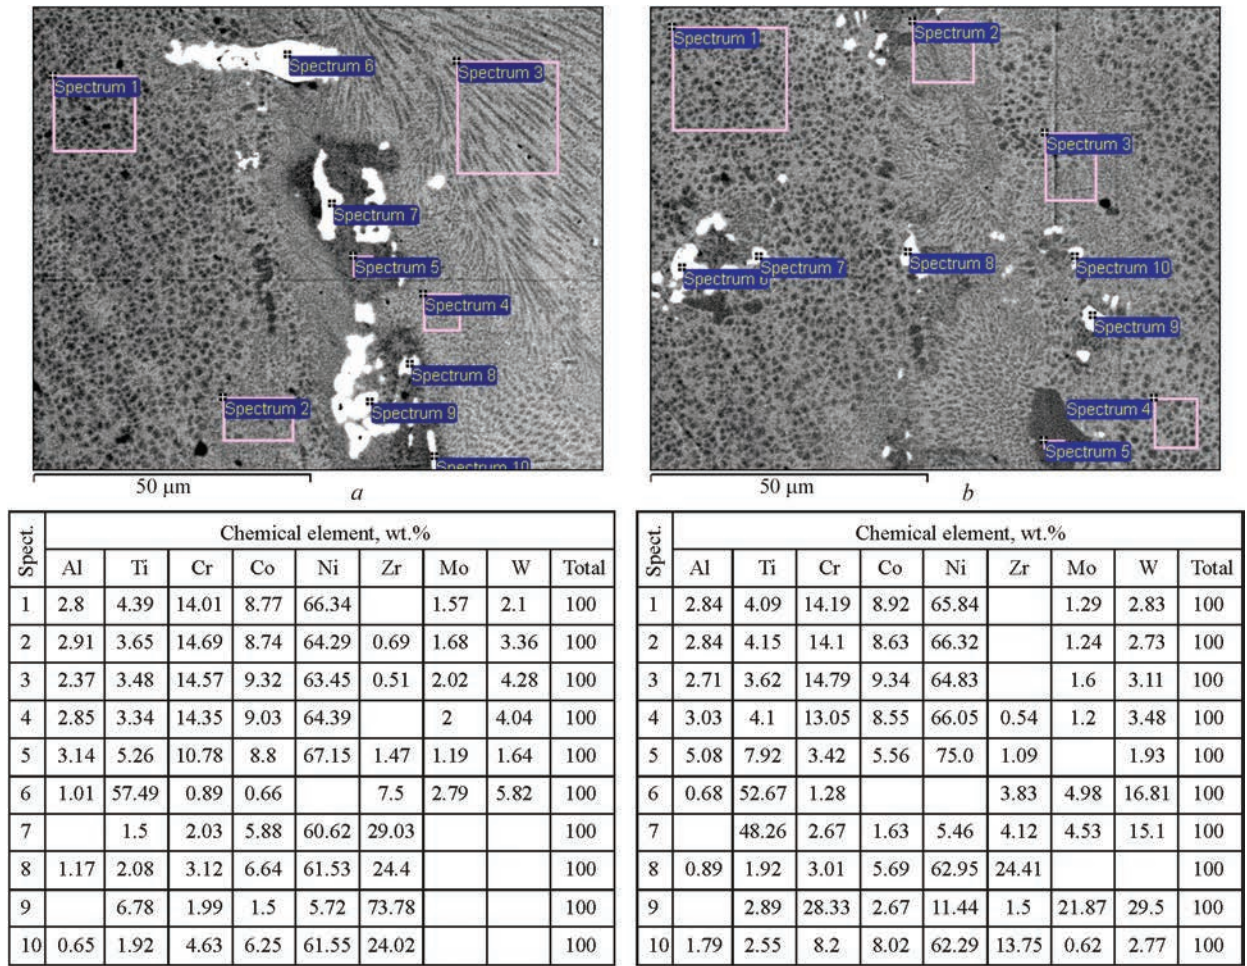 Spectrum 1
Spectrum 6
Spectrum 3
Spectrum 7
Spectrum 5
Spectrum 4
Spectrum 8
Spectrum 2
Spectrum 9
Spectrum 10
50 μm
a
Spectrum 1
Spectrum 2
Spectrum 3
Spectrum 6
Spectrum 7
Spectrum 8
Spectrum 10
Spectrum 9
Spectrum 4
Spectrum 5
50 μm
b
Spect. Chemical element, wt.%
Al Ti Cr Co Ni Zr Mo W Total
1 2.8 4.39 14.01 8.77 66.34 1.57 2.1 100
2 2.91 3.65 14.69 8.74 64.29 0.69 1.68 3.36 100
3 2.37 3.48 14.57 9.32 63.45 0.51 2.02 4.28 100
4 2.85 3.34 14.35 9.03 64.39 2 4.04 100
5 3.14 5.26 10.78 8.8 67.15 1.47 1.19 1.64 100
6 1.01 57.49 0.89 0.66 7.5 2.79 5.82 100
7 1.5 2.03 5.88 60.62 29.03 100
8 1.17 2.08 3.12 6.64 61.53 24.4 100
9 6.78 1.99 1.5 5.72 73.78 100
10 0.65 1.92 4.63 6.25 61.55 24.02 100
Spect. Chemical element, wt.%
Al Ti Cr Co Ni Zr Mo W Total
1 2.84 4.09 14.19 8.92 65.84 1.29 2.83 100
2 2.84 4.15 14.1 8.63 66.32 1.24 2.73 100
3 2.71 3.62 14.79 9.34 64.83 1.6 3.11 100
4 3.03 4.1 13.05 8.55 66.05 0.54 1.2 3.48 100
5 5.08 7.92 3.42 5.56 75.0 1.09 1.93 100
6 0.68 52.67 1.28 3.83 4.98 16.81 100
7 48.26 2.67 1.63 5.46 4.12 4.53 15.1 100
8 0.89 1.92 3.01 5.69 62.95 24.41 100
9 2.89 28.33 2.67 11.44 1.5 21.87 29.5 100
10 1.79 2.55 8.2 8.02 62.29 13.75 0.62 2.77 100